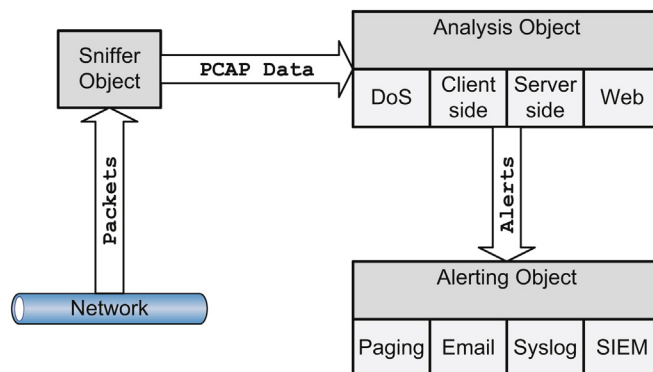 Sniffer
Object
PCAP Data
Analysis Object
DoS
Client
side
Server
side
Web
Packets
Alerts
Network
Alerting Object
Paging
Email
Syslog
SIEM